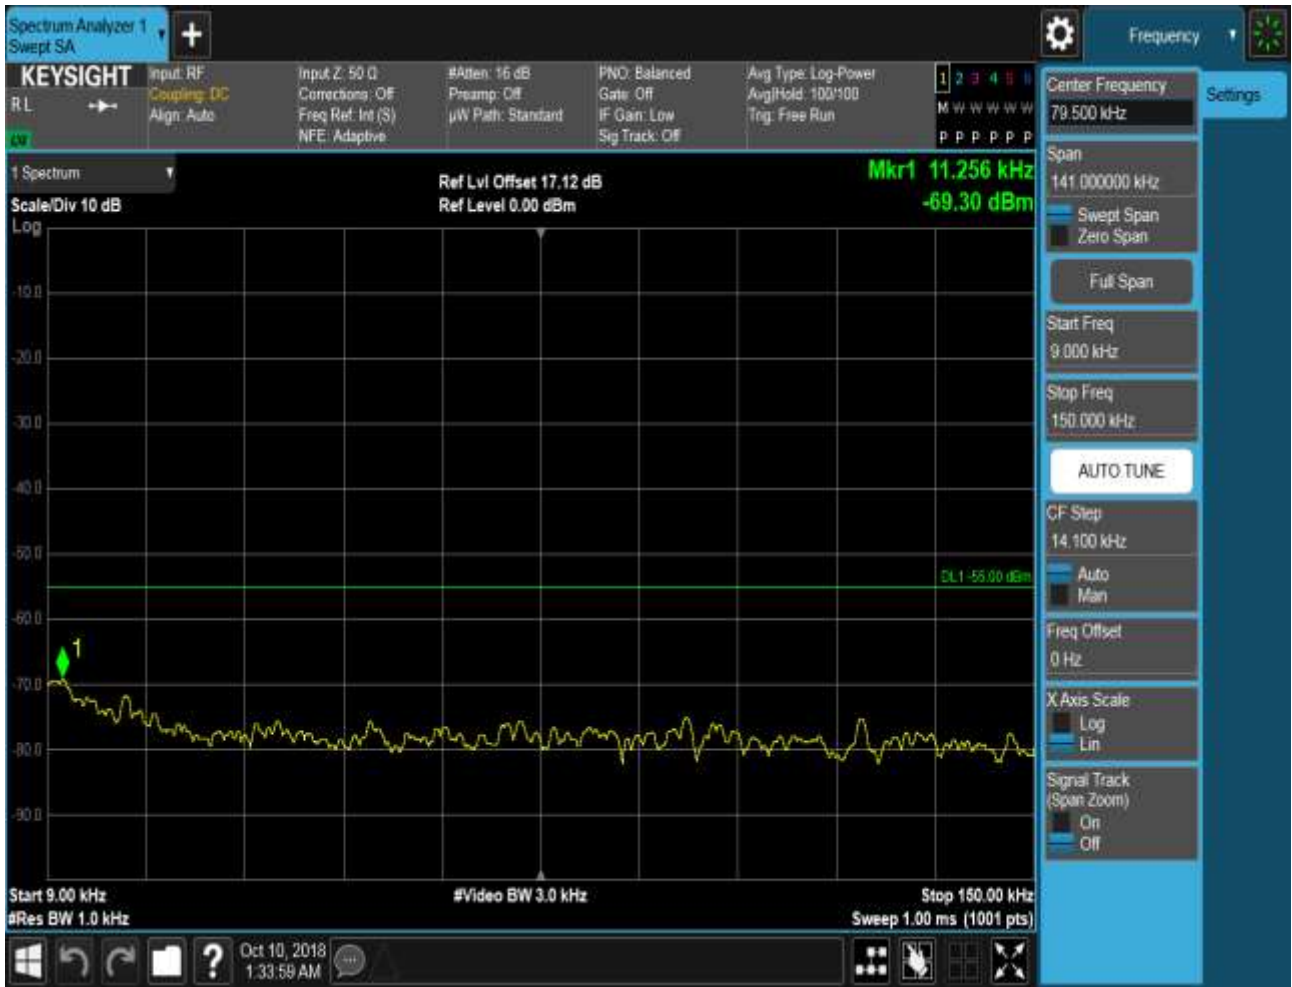 Spectrum Analyzer 1
Swept SA
+
Frequency
KEYSIGHT
RL
LXI
Input: RF
Coupling: DC
Align: Auto
Input Z: 50 Ω
Corrections: Off
Freq Ref: Int (S)
NFE: Adaptive
#Atten: 16 dB
Preamp: Off
µW Path: Standard
PNO: Balanced
Gate: Off
IF Gain: Low
Sig Track: Off
Avg Type: Log-Power
Avg|Hold: 100/100
Trig: Free Run
1 2 3 4 5 6
M W W W W W
P P P P P P
1 Spectrum
Scale/Div 10 dB
Log
Ref Lvl Offset 17.12 dB
Ref Level 0.00 dBm
Mkr1 11.256 kHz
-69.30 dBm
-10.0
-20.0
-30.0
-40.0
-50.0
DL1 -55.00 dBm
-60.0
1
-70.0
-80.0
-90.0
Start 9.00 kHz
#Res BW 1.0 kHz
#Video BW 3.0 kHz
Stop 150.00 kHz
Sweep 1.00 ms (1001 pts)
Center Frequency
79.500 kHz
Settings
Span
141.000000 kHz
Swept Span
Zero Span
Full Span
Start Freq
9.000 kHz
Stop Freq
150.000 kHz
AUTO TUNE
CF Step
14.100 kHz
Auto
Man
Freq Offset
0 Hz
X Axis Scale
Log
Lin
Signal Track
(Span Zoom)
On
Off
?
Oct 10, 2018
1:33:59 AM